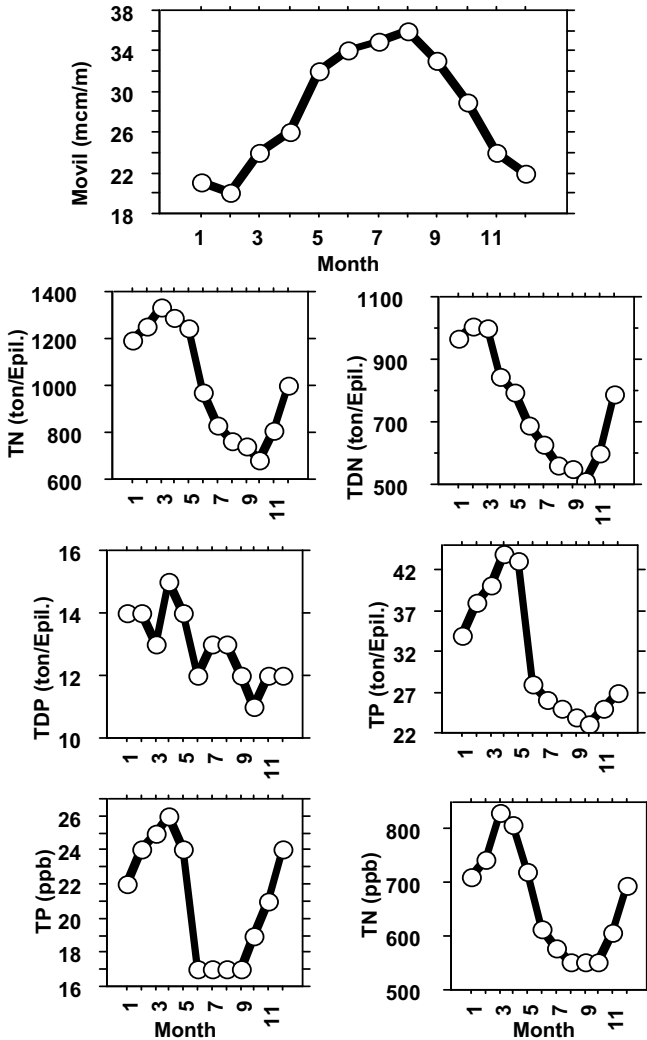 Movil (mcm/m)
38
34
30
26
22
18
1 3 5 7 9 11
Month
TN (ton/Epil.)
1400
1200
1000
800
600
1 3 5 7 9 11
TDN (ton/Epil.)
1100
900
700
500
1 3 5 7 9 11
TDP (ton/Epil.)
16
14
12
10
1 3 5 7 9 11
TP (ton/Epil.)
42
37
32
27
22
1 3 5 7 9 11
TP (ppb)
26
24
22
20
18
16
1 3 5 7 9 11
Month
TN (ppb)
800
700
600
500
1 3 5 7 9 11
Month